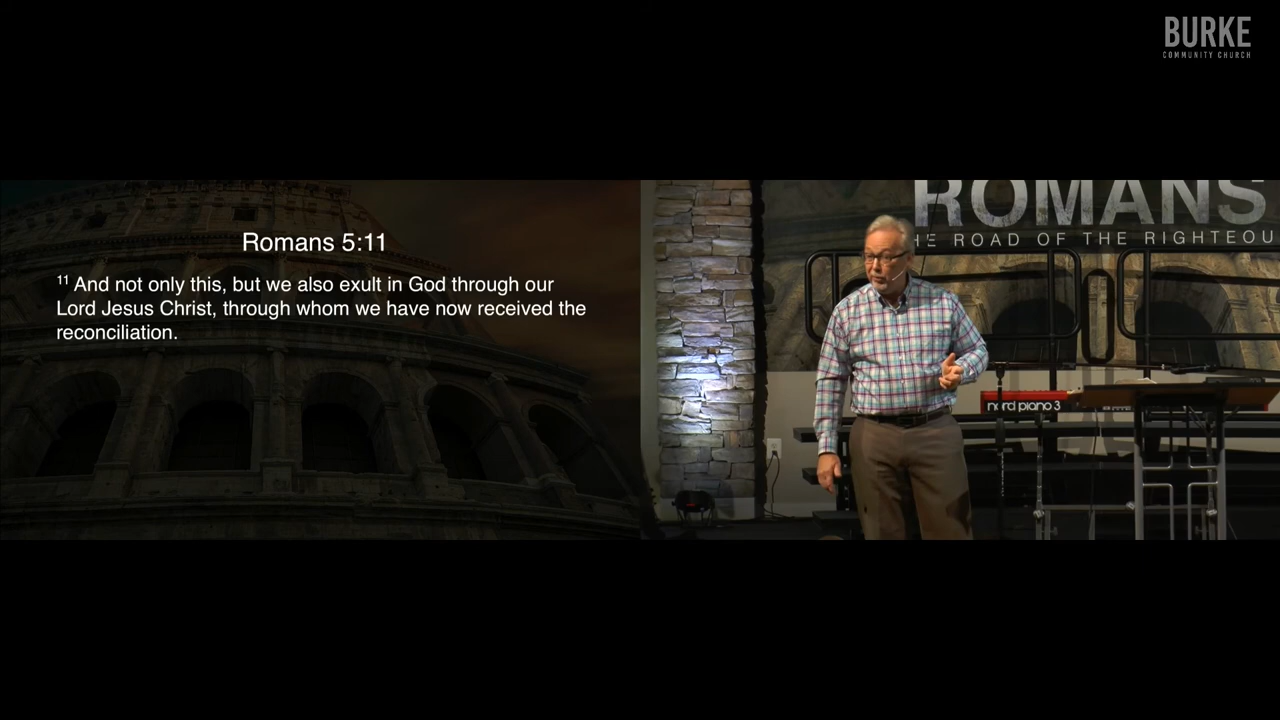 BURKE
COMMUNITY CHURCH
Romans 5:11
11 And not only this, but we also exult in God through our
Lord Jesus Christ, through whom we have now received the
reconciliation.
ROMANS
HE ROAD OF THE RIGHTEOU
nord piano 3